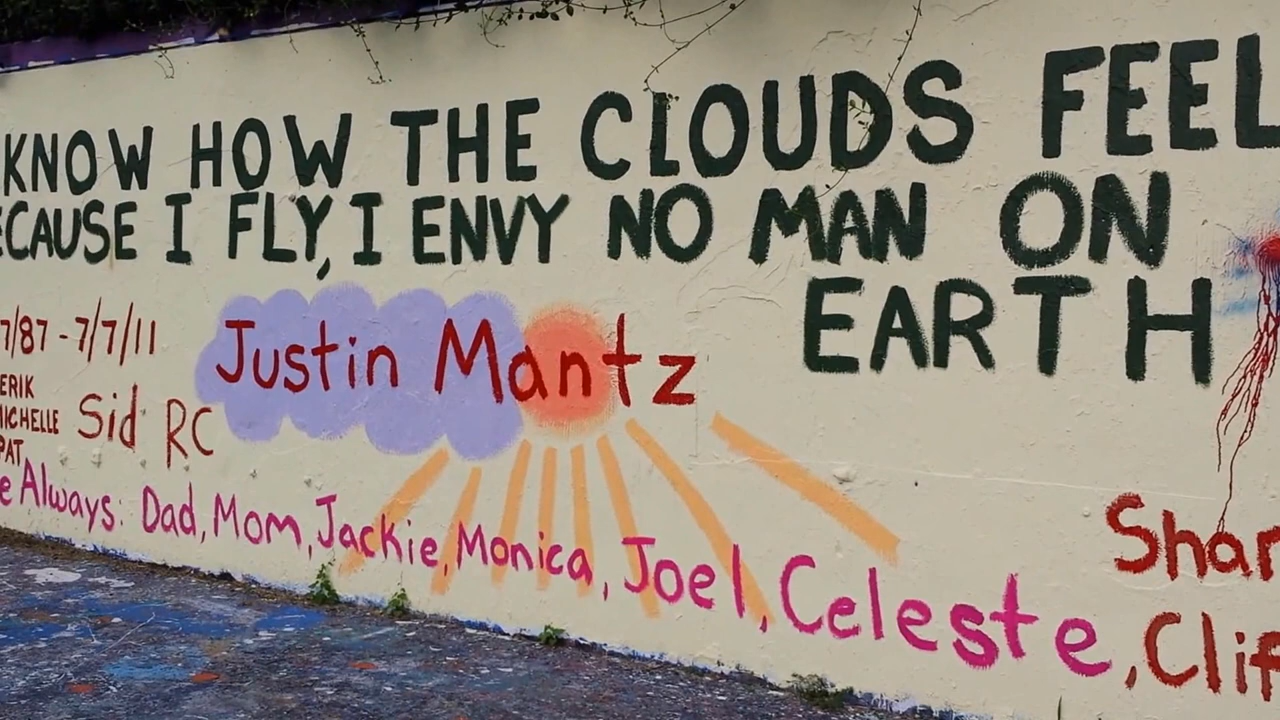 KNOW HOW THE CLOUDS FEEL
ECAUSE I FLY, I ENVY NO MAN ON
EARTH
7/87 - 7/7/11
Justin Mantz
ERIK
MICHELLE
PAT
Sid RC
e Always: Dad, Mom, Jackie, Monica, Joel, Celeste, Clif
Shar